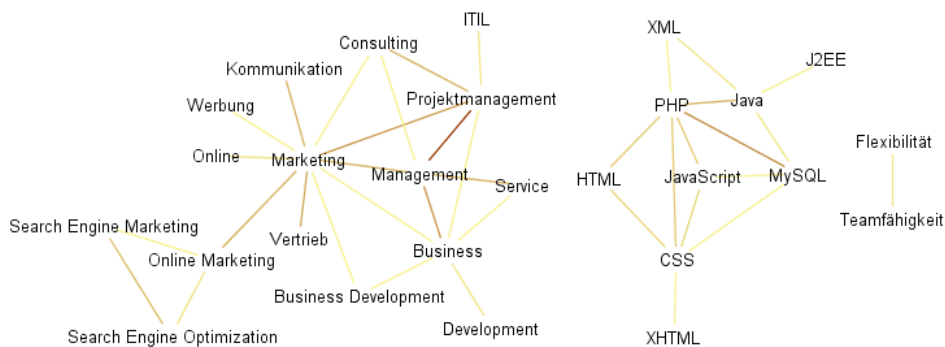 ITIL
XML
Consulting
J2EE
Kommunikation
Projektmanagement
PHP
Java
Werbung
Flexibilität
Online
Marketing
Management
Service
HTML
JavaScript
MySQL
Search Engine Marketing
Teamfähigkeit
Vertrieb
Business
Online Marketing
CSS
Business Development
Development
Search Engine Optimization
XHTML